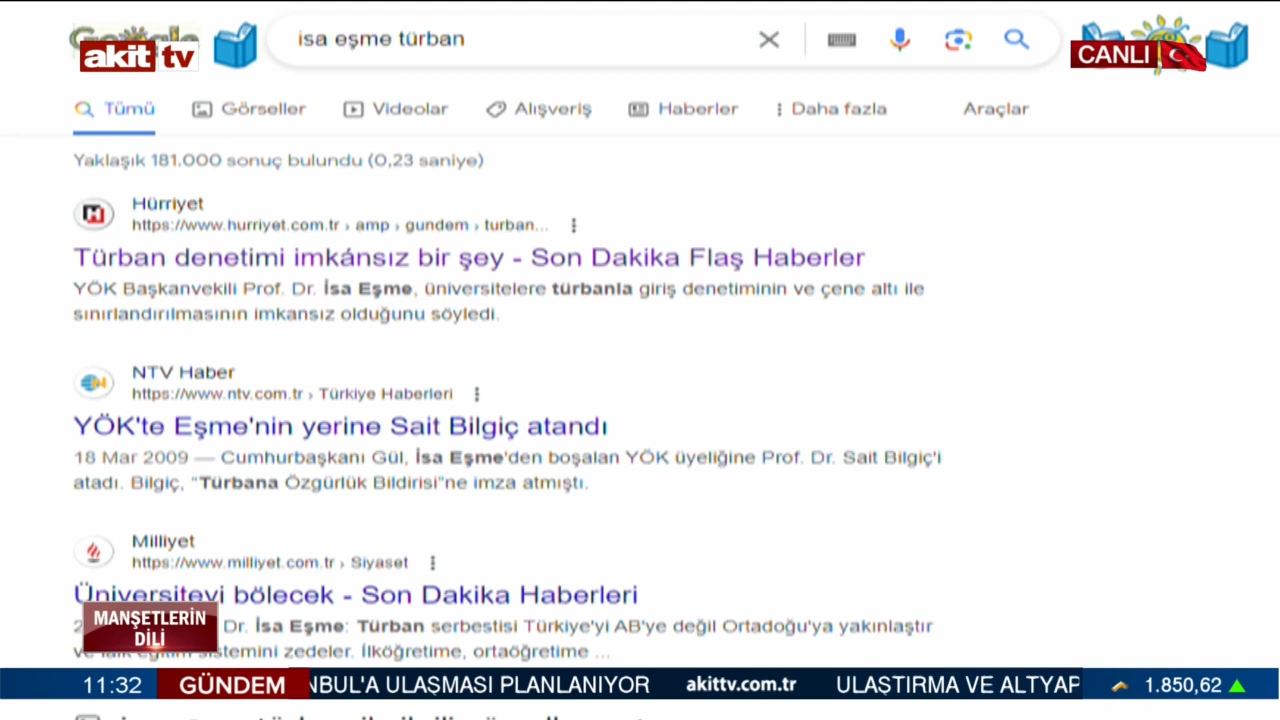 Google
akit tv
isa eşme türban
CANLI
Tümü Görseller Videolar Alışveriş Haberler Daha fazla Araçlar
Yaklaşık 181.000 sonuç bulundu (0,23 saniye)
Hürriyet
https://www.hurriyet.com.tr › amp › gundem › turban...
Türban denetimi imkánsız bir şey - Son Dakika Flaş Haberler
YÖK Başkanvekili Prof. Dr. İsa Eşme, üniversitelere türbanla giriş denetiminin ve çene altı ile
sınırlandırılmasının imkansız olduğunu söyledi.
NTV Haber
https://www.ntv.com.tr › Türkiye Haberleri
YÖK'te Eşme'nin yerine Sait Bilgiç atandı
18 Mar 2009 — Cumhurbaşkanı Gül, İsa Eşme'den boşalan YÖK üyeliğine Prof. Dr. Sait Bilgiç'i
atadı. Bilgiç, "Türbana Özgürlük Bildirisi"ne imza atmıştı.
Milliyet
https://www.milliyet.com.tr › Siyaset
Üniversiteyi bölecek - Son Dakika Haberleri
Dr. İsa Eşme: Türban serbestisi Türkiye'yi AB'ye değil Ortadoğu'ya yakınlaştır
ve laik eğitim sistemini zedeler. İlköğretime, ortaöğretime ...
MANŞETLERİN
DİLİ
11:32 GÜNDEM NBUL'A ULAŞMASI PLANLANIYOR akittv.com.tr ULAŞTIRMA VE ALTYAP 1.850,62